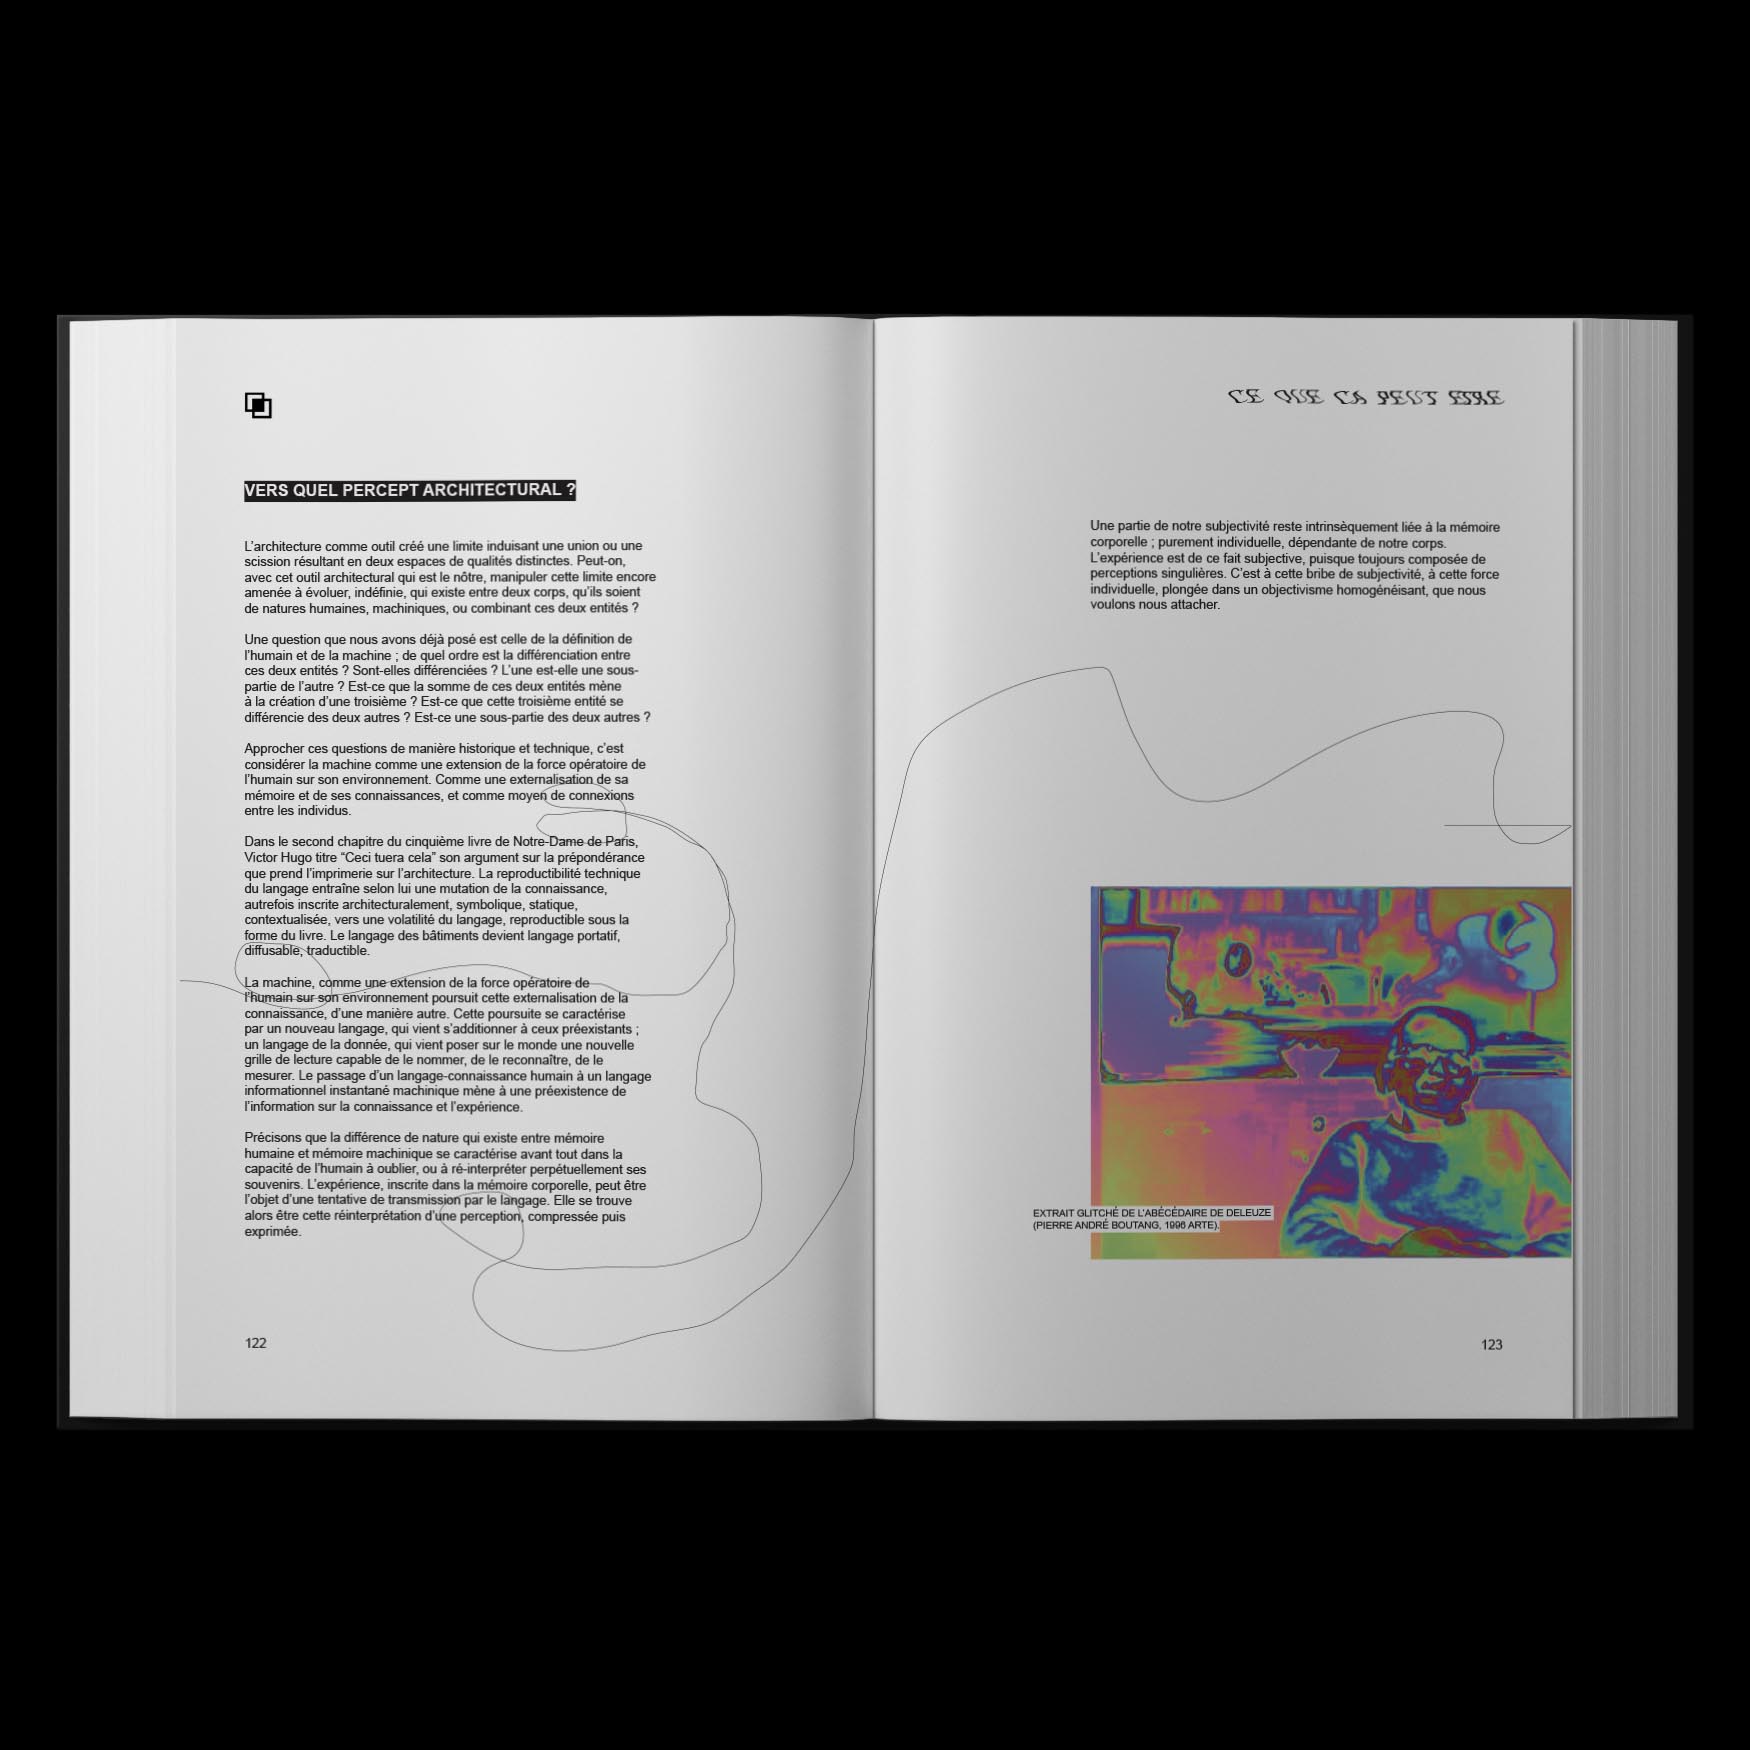 VERS QUEL PERCEPT ARCHITECTURAL ?
L'architecture comme outil créé une limite induisant une union ou une
scission résultant en deux espaces de qualités distinctes. Peut-on,
avec cet outil architectural qui est le nôtre, manipuler cette limite encore
amenée à évoluer, indéfinie, qui existe entre deux corps, qu'ils soient
de natures humaines, machiniques, ou combinant ces deux entités ?
Une question que nous avons déjà posé est celle de la définition de
l'humain et de la machine ; de quel ordre est la différenciation entre
ces deux entités ? Sont-elles différenciées ? L'une est-elle une sous-
partie de l'autre ? Est-ce que la somme de ces deux entités mène
à la création d'une troisième ? Est-ce que cette troisième entité se
différencie des deux autres ? Est-ce une sous-partie des deux autres ?
Approcher ces questions de manière historique et technique, c'est
considérer la machine comme une extension de la force opératoire de
l'humain sur son environnement. Comme une externalisation de sa
mémoire et de ses connaissances, et comme moyen de connexions
entre les individus.
Dans le second chapitre du cinquième livre de Notre-Dame de Paris,
Victor Hugo titre “Ceci tuera cela” son argument sur la prépondérance
que prend l'imprimerie sur l'architecture. La reproductibilité technique
du langage entraîne selon lui une mutation de la connaissance,
autrefois inscrite architecturalement, symbolique, statique,
contextualisée, vers une volatilité du langage, reproductible sous la
forme du livre. Le langage des bâtiments devient langage portatif,
diffusable, traductible.
La machine, comme une extension de la force opératoire de
l'humain sur son environnement poursuit cette externalisation de la
connaissance, d'une manière autre. Cette poursuite se caractérise
par un nouveau langage, qui vient s'additionner à ceux préexistants ;
un langage de la donnée, qui vient poser sur le monde une nouvelle
grille de lecture capable de le nommer, de le reconnaître, de le
mesurer. Le passage d'un langage-connaissance humain à un langage
informationnel instantané machinique mène à une préexistence de
l'information sur la connaissance et l'expérience.
Précisons que la différence de nature qui existe entre mémoire
humaine et mémoire machinique se caractérise avant tout dans la
capacité de l'humain à oublier, ou à ré-interpréter perpétuellement ses
souvenirs. L'expérience, inscrite dans la mémoire corporelle, peut être
l'objet d'une tentative de transmission par le langage. Elle se trouve
alors être cette réinterprétation d'une perception, compressée puis
exprimée.
122
CE QUE CA PEUT ETRE
Une partie de notre subjectivité reste intrinsèquement liée à la mémoire
corporelle ; purement individuelle, dépendante de notre corps.
L'expérience est de ce fait subjective, puisque toujours composée de
perceptions singulières. C'est à cette bribe de subjectivité, à cette force
individuelle, plongée dans un objectivisme homogénéisant, que nous
voulons nous attacher.
EXTRAIT GLITCHÉ DE L'ABÉCÉDAIRE DE DELEUZE
(PIERRE ANDRÉ BOUTANG, 1996 ARTE).
123